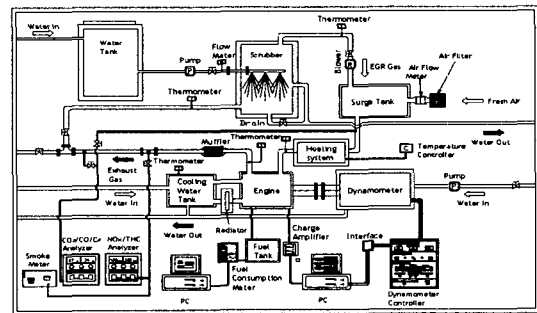 Water In
Water
Tank
Pump
Flow
Meter
Scrubber
Thermometer
Blower
EGR Gas
Air Flow
Meter
Air Filter
Surge Tank
Fresh Air
Thermometer
Drain
Water Out
Muffler
Thermometer
Heating
system
Temperature
Controller
Exhaust
Gas
Thermometer
Cooling
Water
Tank
Engine
Dynamometer
Pump
Water In
Water In
Radiator
Water Out
Charge
Amplifier
Interface
Smoke
Meter
Analyzer
NOx/THC
Analyzer
Fuel
Tank
Fuel
Consumption
Meter
PC
PC
Dynamometer
Controller